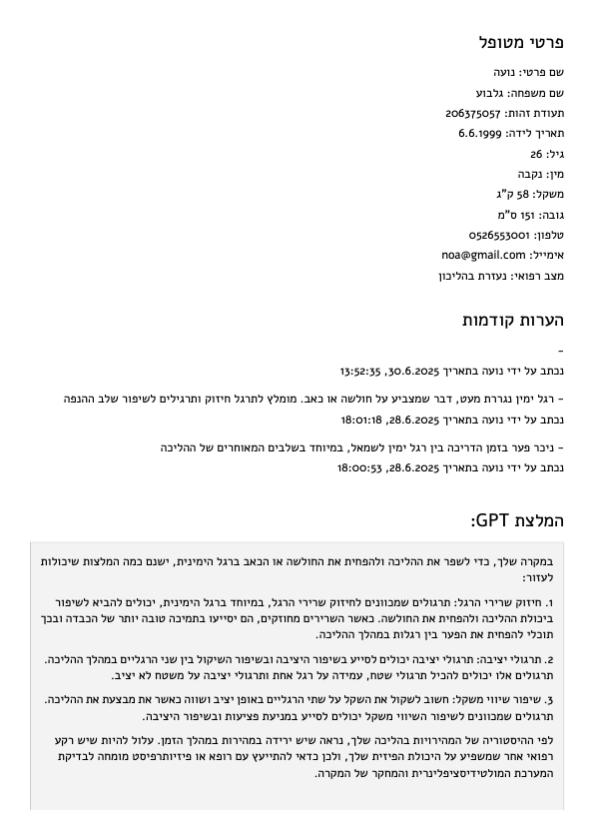 פרטי מטופל
שם פרטי: נועה
שם משפחה: גלבוע
תעודת זהות: 206375057
תאריך לידה: 6.6.1999
גיל: 26
מין: נקבה
משקל: 58 ק"ג
גובה: 151 ס"מ
טלפון: 0526553001
אימייל: noa@gmail.com
מצב רפואי: נעזרת בהליכון
הערות קודמות
-
נכתב על ידי נועה בתאריך 30.6.2025, 13:52:35
- רגל ימין נגררת מעט, דבר שמצביע על חולשה או כאב. מומלץ לתרגל חיזוק ותרגילים לשיפור שלב ההנפה
נכתב על ידי נועה בתאריך 28.6.2025, 18:01:18
- ניכר פער בזמן הדריכה בין רגל ימין לשמאל, במיוחד בשלבים המאוחרים של ההליכה
נכתב על ידי נועה בתאריך 28.6.2025, 18:00:53
המלצת GPT:
במקרה שלך, כדי לשפר את ההליכה ולהפחית את החולשה או הכאב ברגל הימינית, ישנם כמה המלצות שיכולות
לעזור:
1. חיזוק שרירי הרגל: תרגולים שמכוונים לחיזוק שרירי הרגל, במיוחד ברגל הימינית, יכולים להביא לשיפור
ביכולת ההליכה ולהפחית את החולשה. כאשר השרירים מחוזקים, הם יסייעו בתמיכה טובה יותר של הכבדה ובכך
תוכלי להפחית את הפער בין רגלות במהלך ההליכה.
2. תרגולי יציבה: תרגולי יציבה יכולים לסייע בשיפור היציבה ובשיפור השיקול בין שני הרגליים במהלך ההליכה.
תרגולים אלו יכולים להכיל תרגולי שטח, עמידה על רגל אחת ותרגולי יציבה על משטח לא יציב.
3. שיפור שיווי משקל: חשוב לשקול את השקל על שתי הרגליים באופן יציב ושווה כאשר את מבצעת את ההליכה.
תרגולים שמכוונים לשיפור השיווי משקל יכולים לסייע במניעת פציעות ובשיפור היציבה.
לפי ההיסטוריה של המהירויות בהליכה שלך, נראה שיש ירידה במהירות במהלך הזמן. עלול להיות שיש רקע
רפואי אחר שמשפיע על היכולת הפיזית שלך, ולכן כדאי להתייעץ עם רופא או פיזיותרפיסט מומחה לבדיקת
המערכת המולטידיסציפלינרית והמחקר של המקרה.